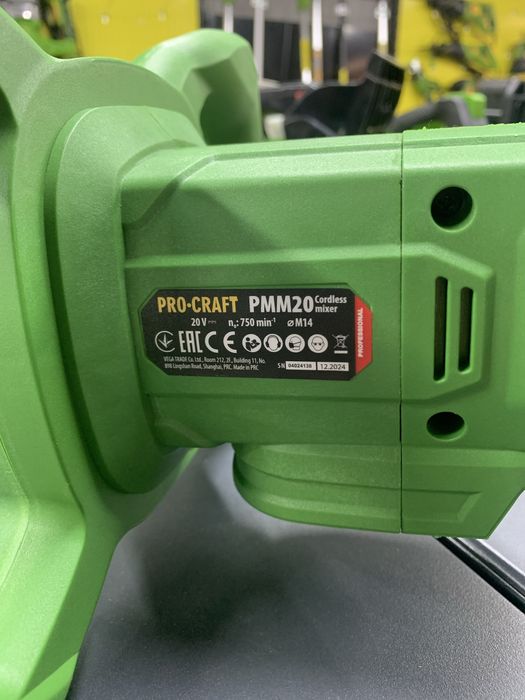 PRO-CRAFT PMM20 Cordless mixer
20 V⎓ n₀: 750 min⁻¹ ⌀ M14
EAC CE
VEGA TRADE Co. Ltd., Room 212, 2F., Building 11, No.
898 Lingshan Road, Shanghai, PRC. Made in PRC
SN 04024138 12.2024
PROFESSIONAL